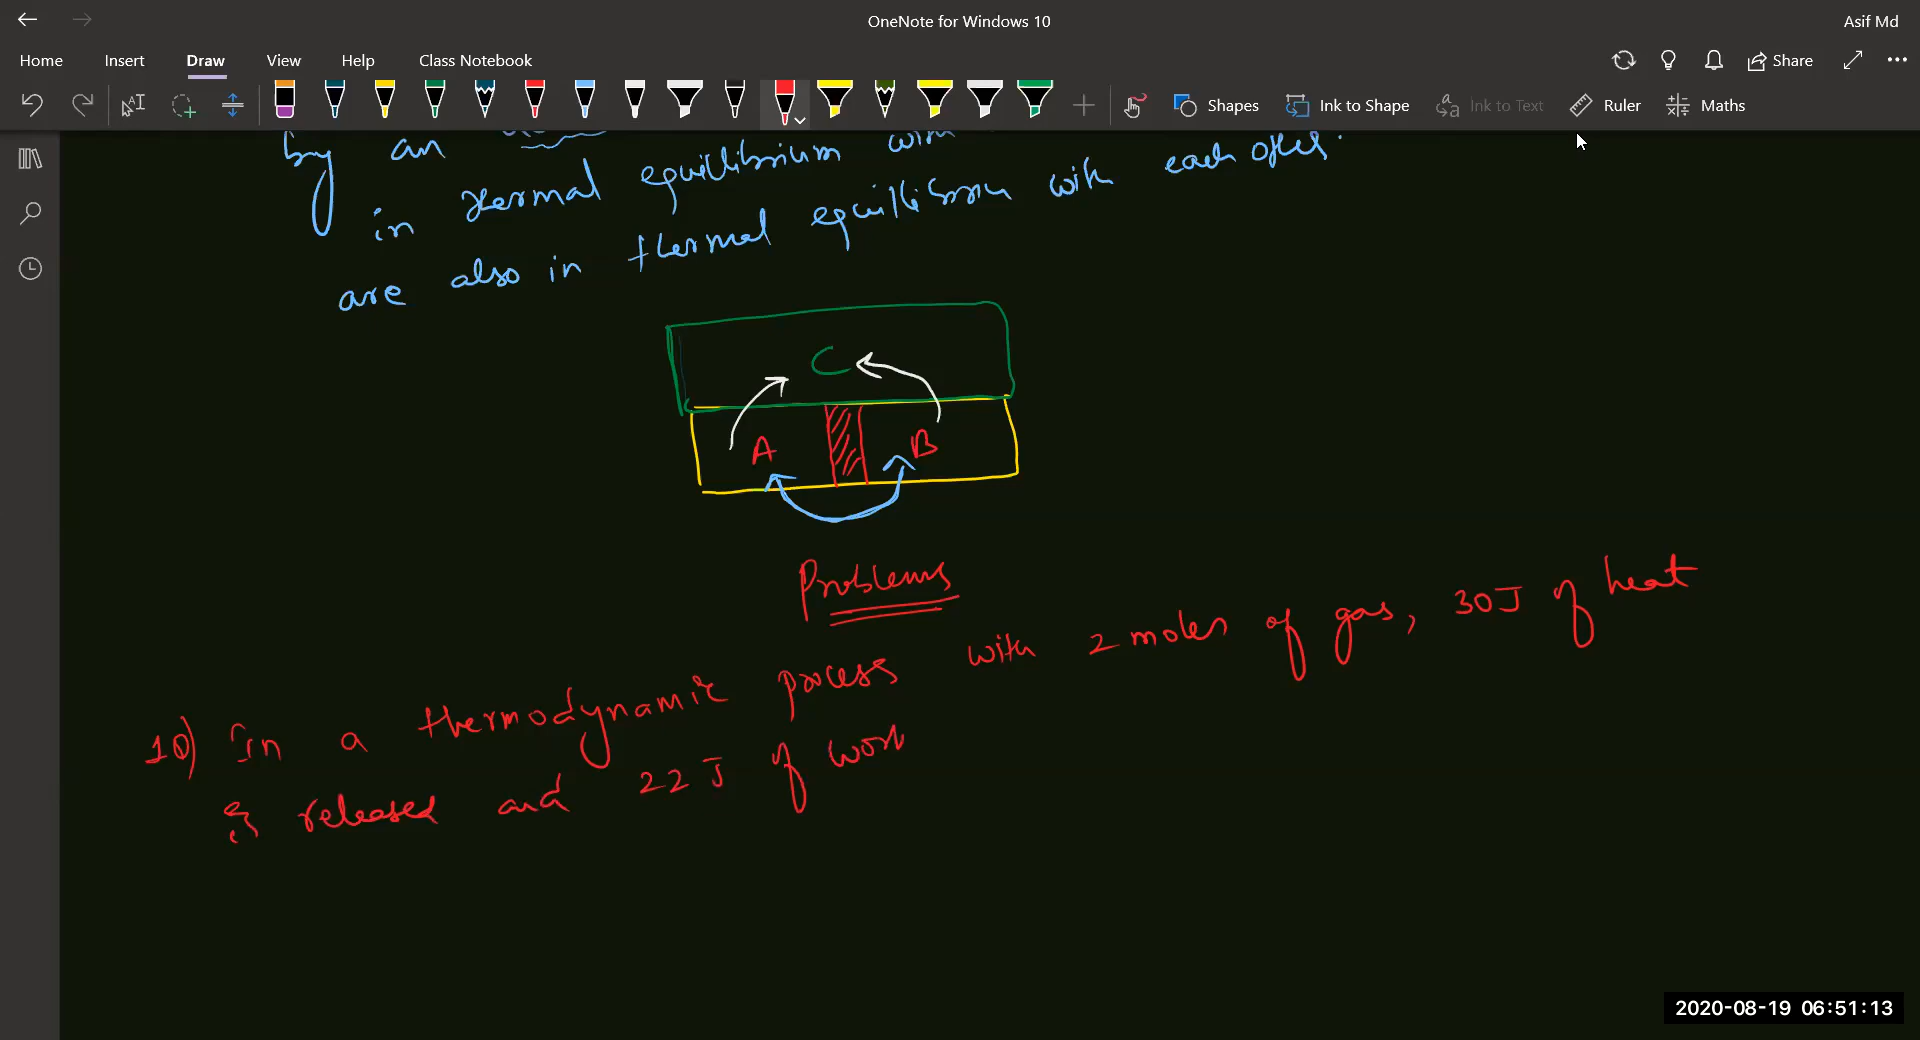 OneNote for Windows 10
Asif Md
Home Insert Draw View Help Class Notebook
Share
Shapes Ink to Shape Ink to Text Ruler Maths
by an
in thermal equillibrium with
are also in thermal equillibrium with each other.
C
A B
Problems
10) In a thermodynamic process with 2 moles of gas, 30J of heat
is released and 22 J of work
2020-08-19 06:51:13